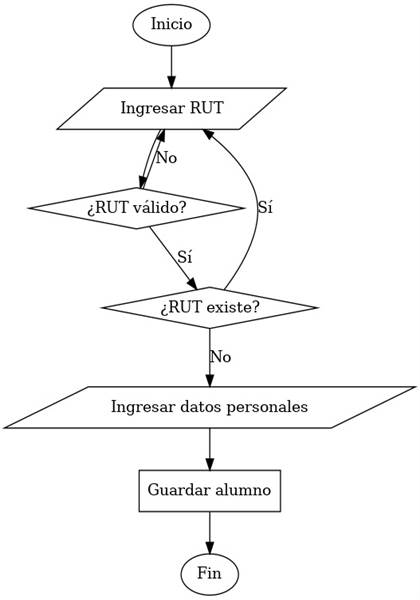 Inicio
Ingresar RUT
No
¿RUT válido?
Sí
Sí
¿RUT existe?
No
Ingresar datos personales
Guardar alumno
Fin